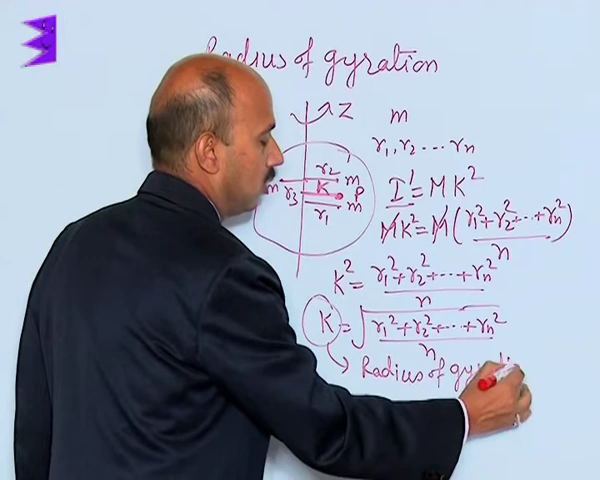 Radius of gyration
Z
m
r₁, r₂ ... rₙ
r₂ m
m r₃ K P
r₁ m
I' = MK²
MK² = M (r₁²+r₂²+...+rₙ²)/n
K² = (r₁²+r₂²+...+rₙ²)/n
K = √(r₁²+r₂²+...+rₙ²)/n
Radius of gy